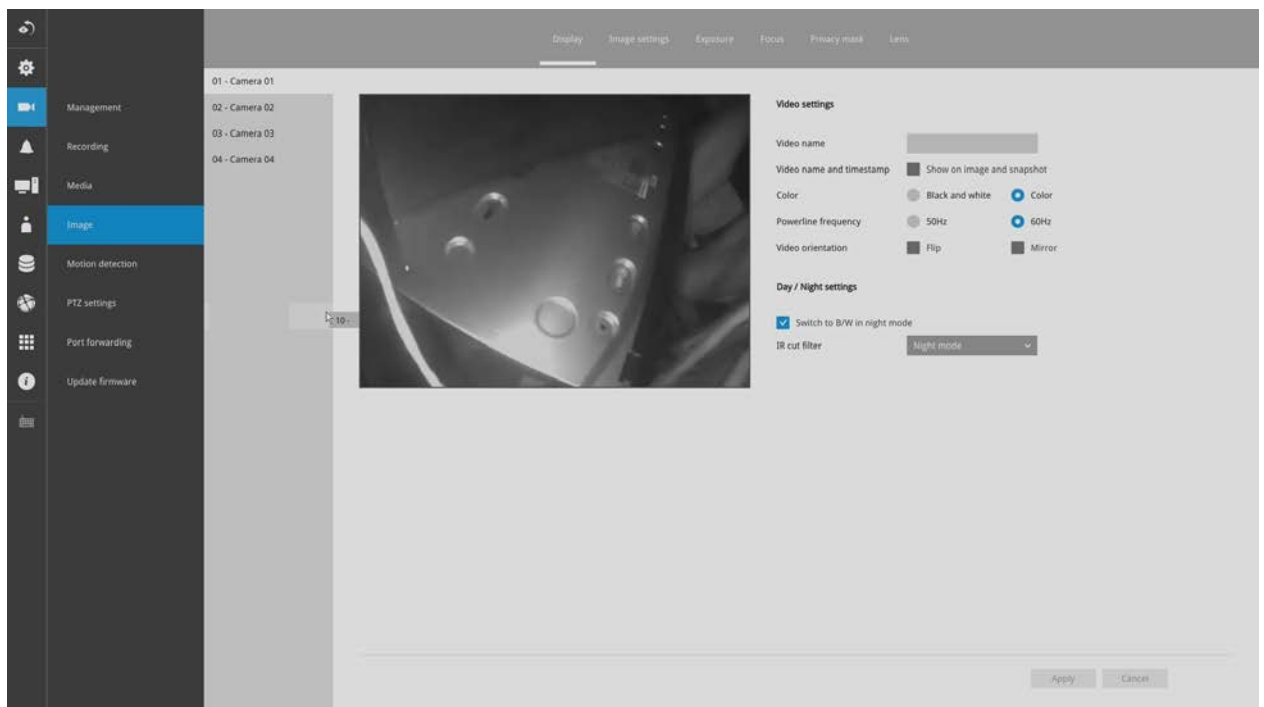 Display Image settings Exposure Focus Privacy mask Lens
01 - Camera 01
02 - Camera 02
03 - Camera 03
04 - Camera 04
Management
Recording
Media
Image
Motion detection
PTZ settings
Port forwarding
Update firmware
10 -
Video settings
Video name
Video name and timestamp Show on image and snapshot
Color Black and white Color
Powerline frequency 50Hz 60Hz
Video orientation Flip Mirror
Day / Night settings
Switch to B/W in night mode
IR cut filter Night mode
Apply Cancel